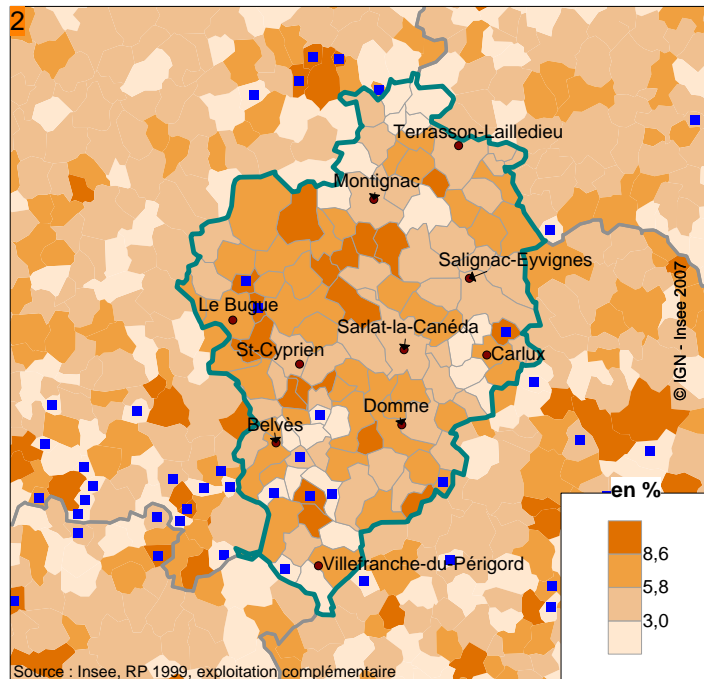 2
Terrasson-Lailledieu
Montignac
Salignac-Eyvignes
Le Bugue
Sarlat-la-Canéda
St-Cyprien
Carlux
Domme
Belvès
Villefranche-du-Périgord
© IGN - Insee 2007
en %
8,6
5,8
3,0
Source : Insee, RP 1999, exploitation complémentaire